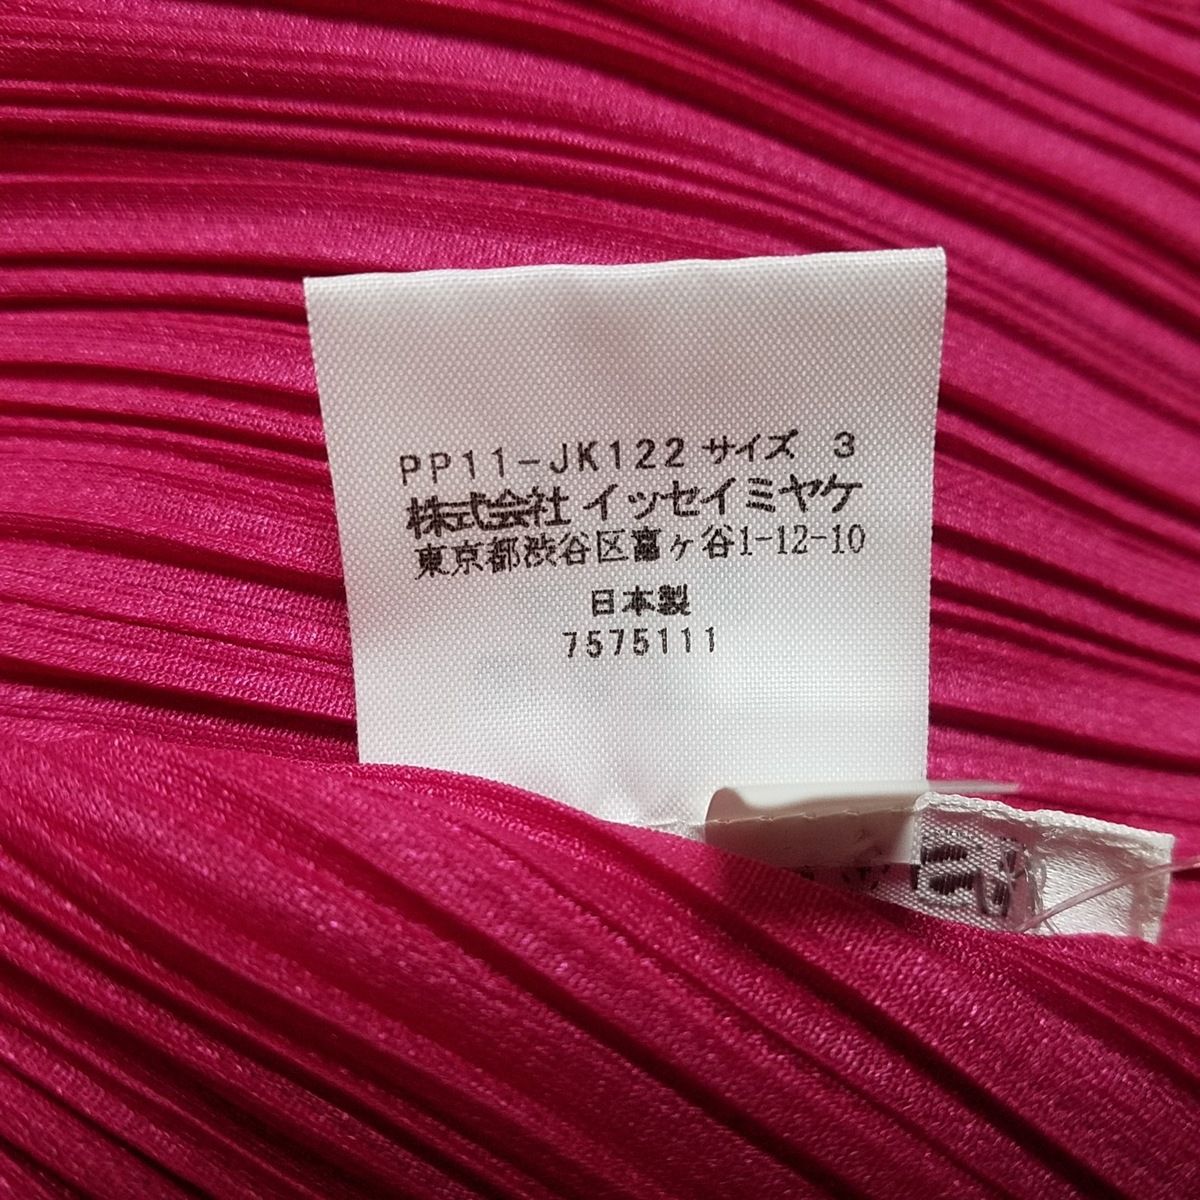 PP11-JK122 サイズ 3
株式会社 イッセイミヤケ
東京都渋谷区富ヶ谷1-12-10
日本製
7575111